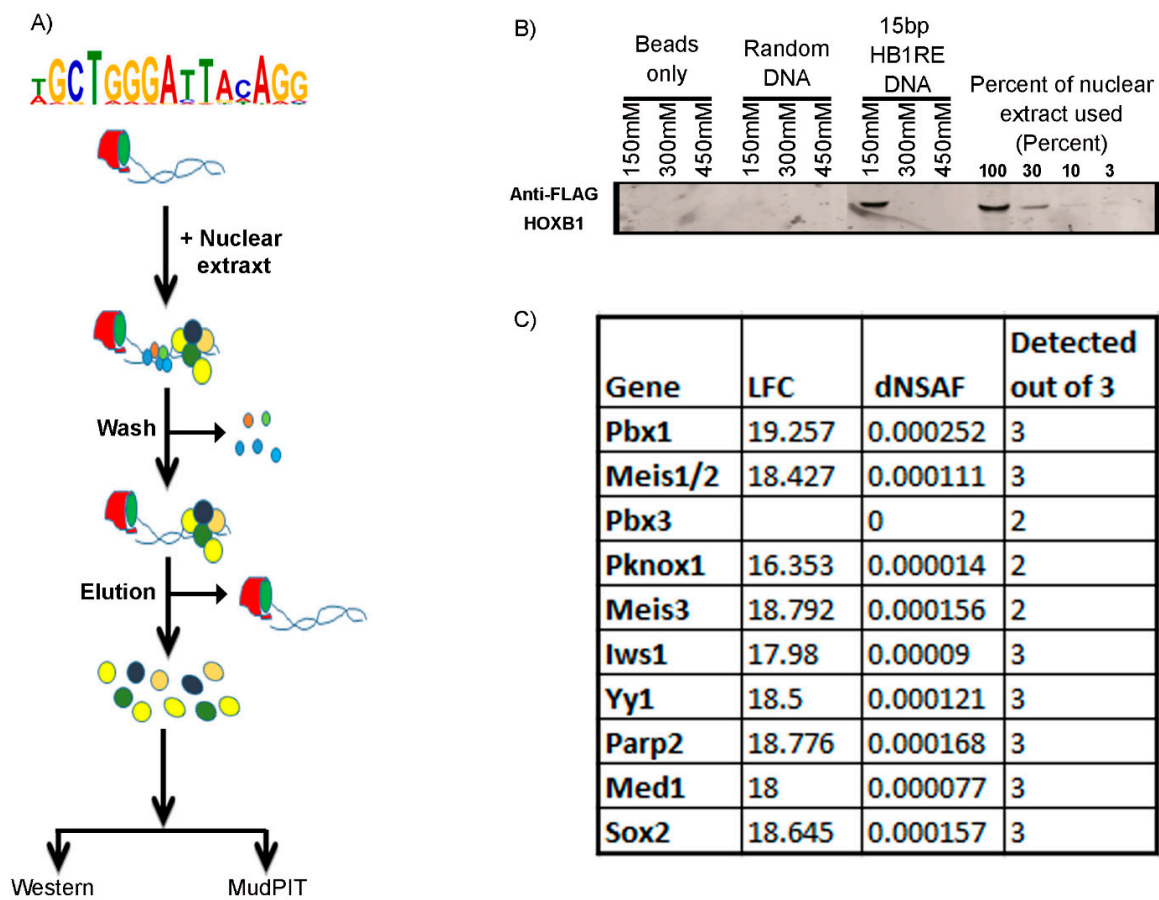 A)
TGCTGGGATTACAGG
+ Nuclear
extraxt
Wash
Elution
Western
MudPIT
B)
Beads
only
Random
DNA
15bp
HB1RE
DNA
Percent of nuclear
extract used
(Percent)
150mM 300mM 450mM 150mM 300mM 450mM 150mM 300mM 450mM 100 30 10 3
Anti-FLAG
HOXB1
C)
Gene LFC dNSAF Detected out of 3
Pbx1 19.257 0.000252 3
Meis1/2 18.427 0.000111 3
Pbx3 0 2
Pknox1 16.353 0.000014 2
Meis3 18.792 0.000156 2
Iws1 17.98 0.00009 3
Yy1 18.5 0.000121 3
Parp2 18.776 0.000168 3
Med1 18 0.000077 3
Sox2 18.645 0.000157 3